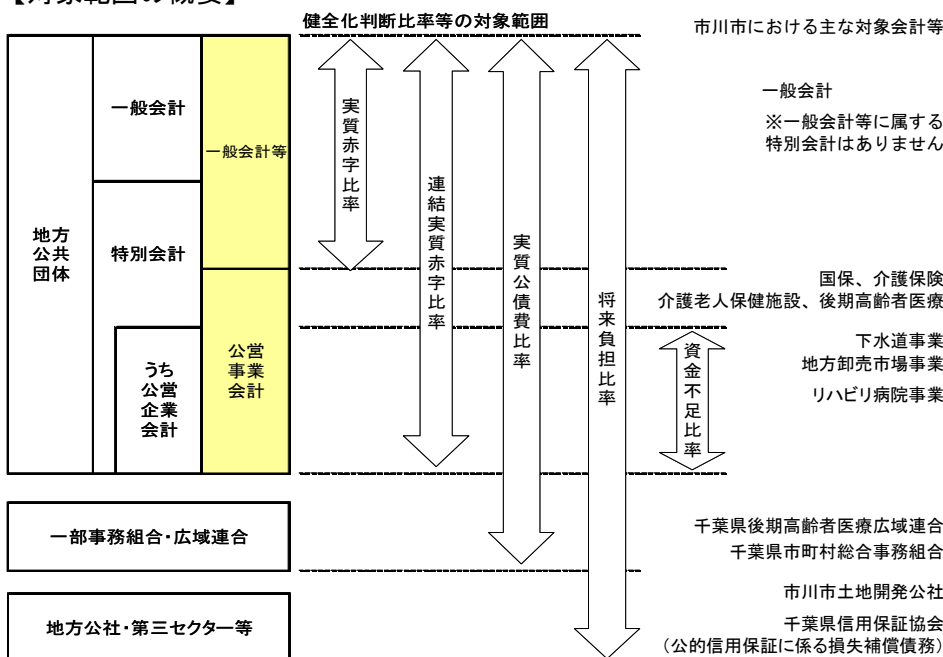 【対象範囲の概要】
健全化判断比率等の対象範囲
市川市における主な対象会計等
地方
公共
団体
一般会計
特別会計
うち
公営
企業
会計
一般会計等
公営
事業
会計
実質赤字比率
連結実質赤字比率
実質公債費比率
将来負担比率
資金不足比率
一般会計
※一般会計等に属する
特別会計はありません
国保、介護保険
介護老人保健施設、後期高齢者医療
下水道事業
地方卸売市場事業
リハビリ病院事業
一部事務組合・広域連合
千葉県後期高齢者医療広域連合
千葉県市町村総合事務組合
地方公社・第三セクター等
市川市土地開発公社
千葉県信用保証協会
（公的信用保証に係る損失補償債務）